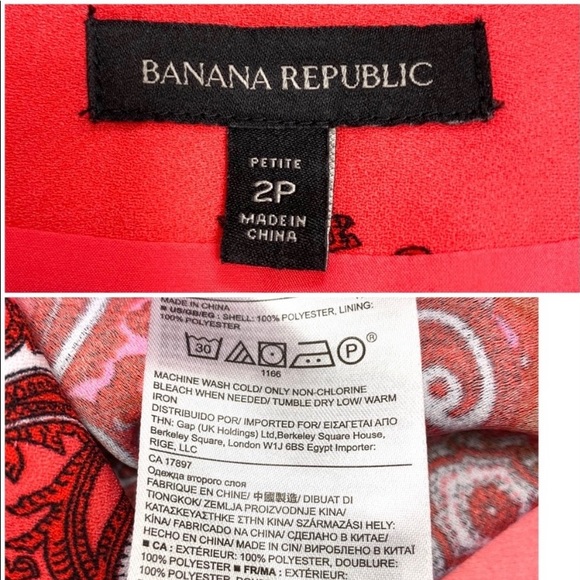 BANANA REPUBLIC
PETITE
2P
MADE IN
CHINA
MADE IN CHINA
■ US/GB/EG : SHELL: 100% POLYESTER, LINING:
100% POLYESTER
30
P
®
1166
MACHINE WASH COLD/ ONLY NON-CHLORINE
BLEACH WHEN NEEDED/ TUMBLE DRY LOW/ WARM
IRON
DISTRIBUIDO POR/ IMPORTED FOR/ ΕΙΣΑΓΕΤΑΙ ΑΠΟ
ΤΗΝ: Gap (UK Holdings) Ltd,Berkeley Square House,
Berkeley Square, London W1J 6BS Egypt Importer:
RIGE, LLC
CA 17897
Одежда второго слоя
FABRIQUE EN CHINE/ 中國製造/ DIBUAT DI
TIONGKOK/ ZEMLJA PROIZVODNJE KINA/
ΚΑΤΑΣΚΕΥΑΣΤΗΚΕ ΣΤΗΝ ΚΙΝΑ/ SZÁRMAZÁSI HELY:
KÍNA/ FABRICADO NA CHINA/ СДЕЛАНО В КИТАЕ/
HECHO EN CHINA/ MADE IN CIN/ ВИРОБЛЕНО В КИТАЇ
■ CA : EXTÉRIEUR: 100% POLYESTER, DOUBLURE:
100% POLYESTER ■ FR/MA : EXTÉRIEUR:
POLYESTER, DOUBLURE: 100%